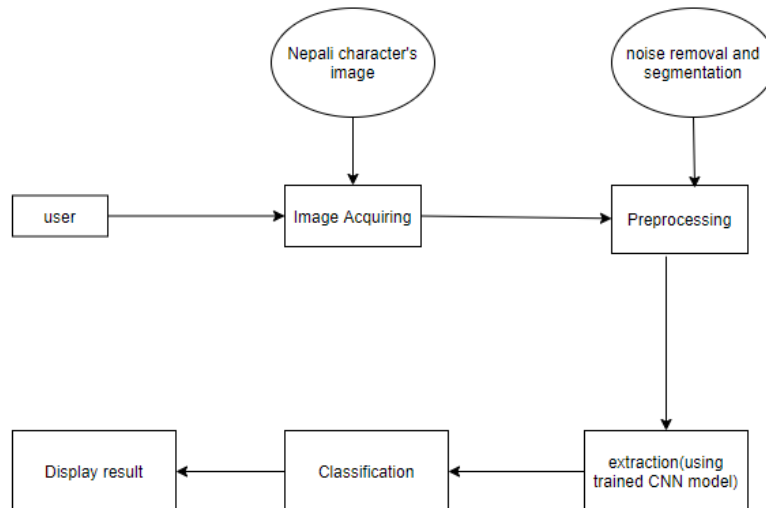 Nepali character's
image
noise removal and
segmentation
user
Image Acquiring
Preprocessing
Display result
Classification
extraction(using
trained CNN model)